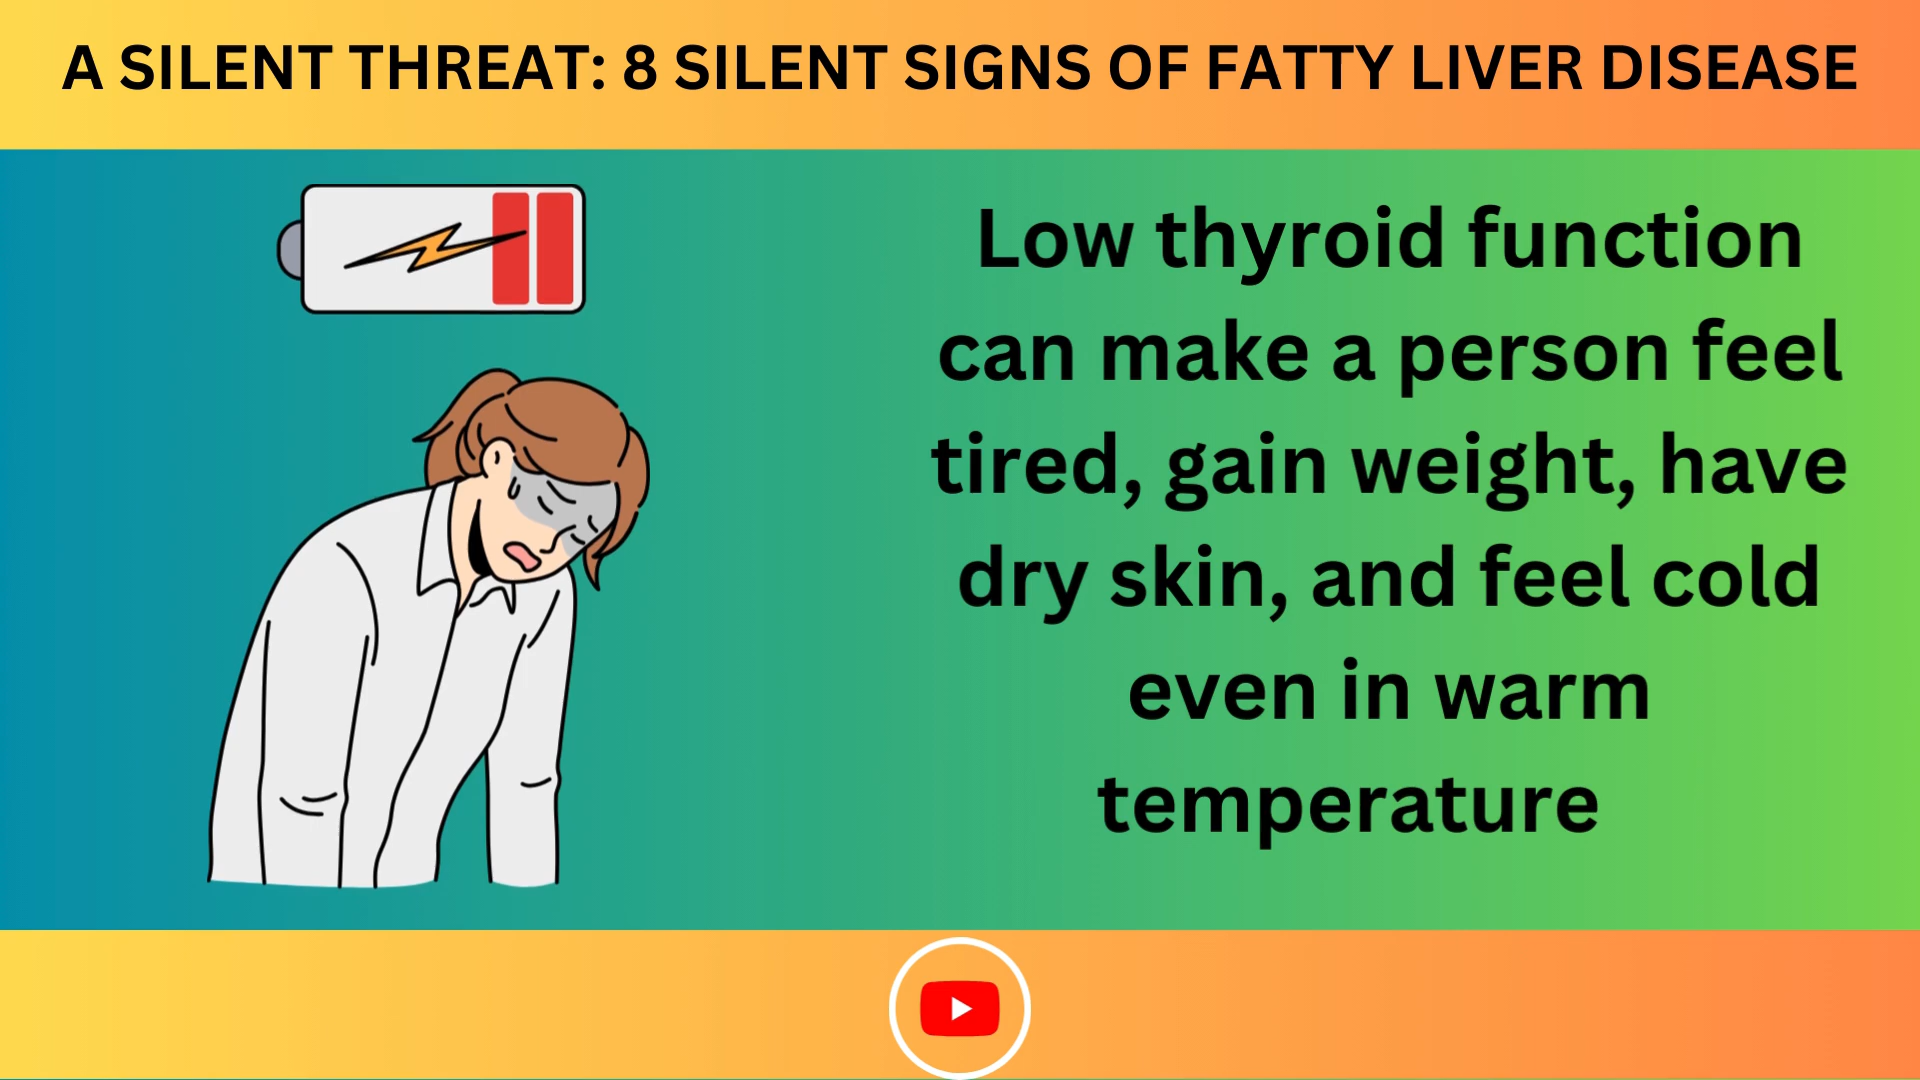 A SILENT THREAT: 8 SILENT SIGNS OF FATTY LIVER DISEASE
Low thyroid function
can make a person feel
tired, gain weight, have
dry skin, and feel cold
even in warm
temperature